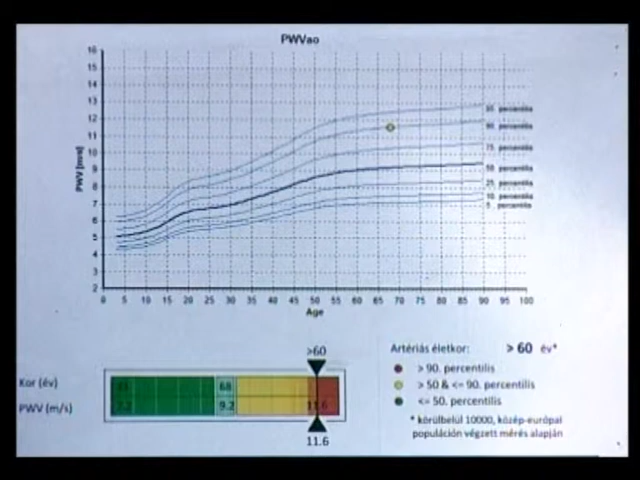 PWVao
PWV [m/s]
16
15
14
13
12
11
10
9
8
7
6
5
4
3
2
95. percentilis
90. percentilis
75. percentilis
50. percentilis
25. percentilis
10. percentilis
5. percentilis
0 5 10 15 20 25 30 35 40 45 50 55 60 65 70 75 80 85 90 95 100
Age
>60
Kor (év) 68
PWV (m/s) 9.2 11.6
11.6
Artériás életkor: > 60 év*
> 90. percentilis
> 50 & <= 90. percentilis
<= 50. percentilis
* körülbelül 10000, közép-európai
populáción végzett mérés alapján